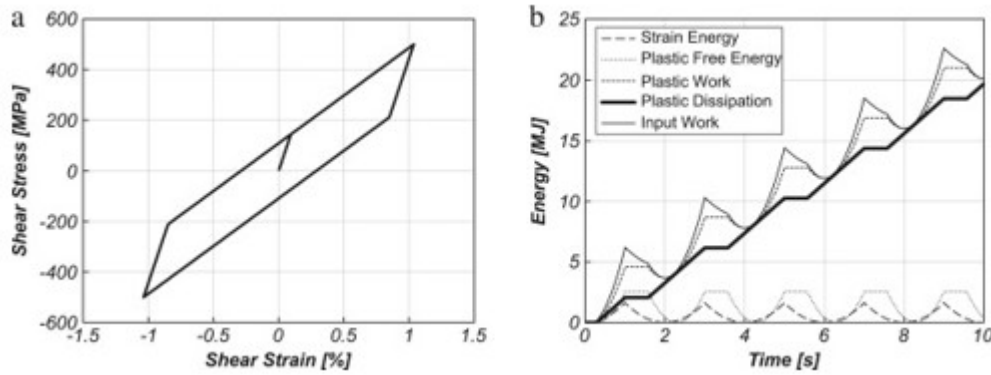 a
600
400
200
0
-200
-400
-600
-1.5 -1 -0.5 0 0.5 1 1.5
Shear Stress [MPa]
Shear Strain [%]
b
25
20
15
10
5
0
0 2 4 6 8 10
Energy [MJ]
Time [s]
Strain Energy
Plastic Free Energy
Plastic Work
Plastic Dissipation
Input Work